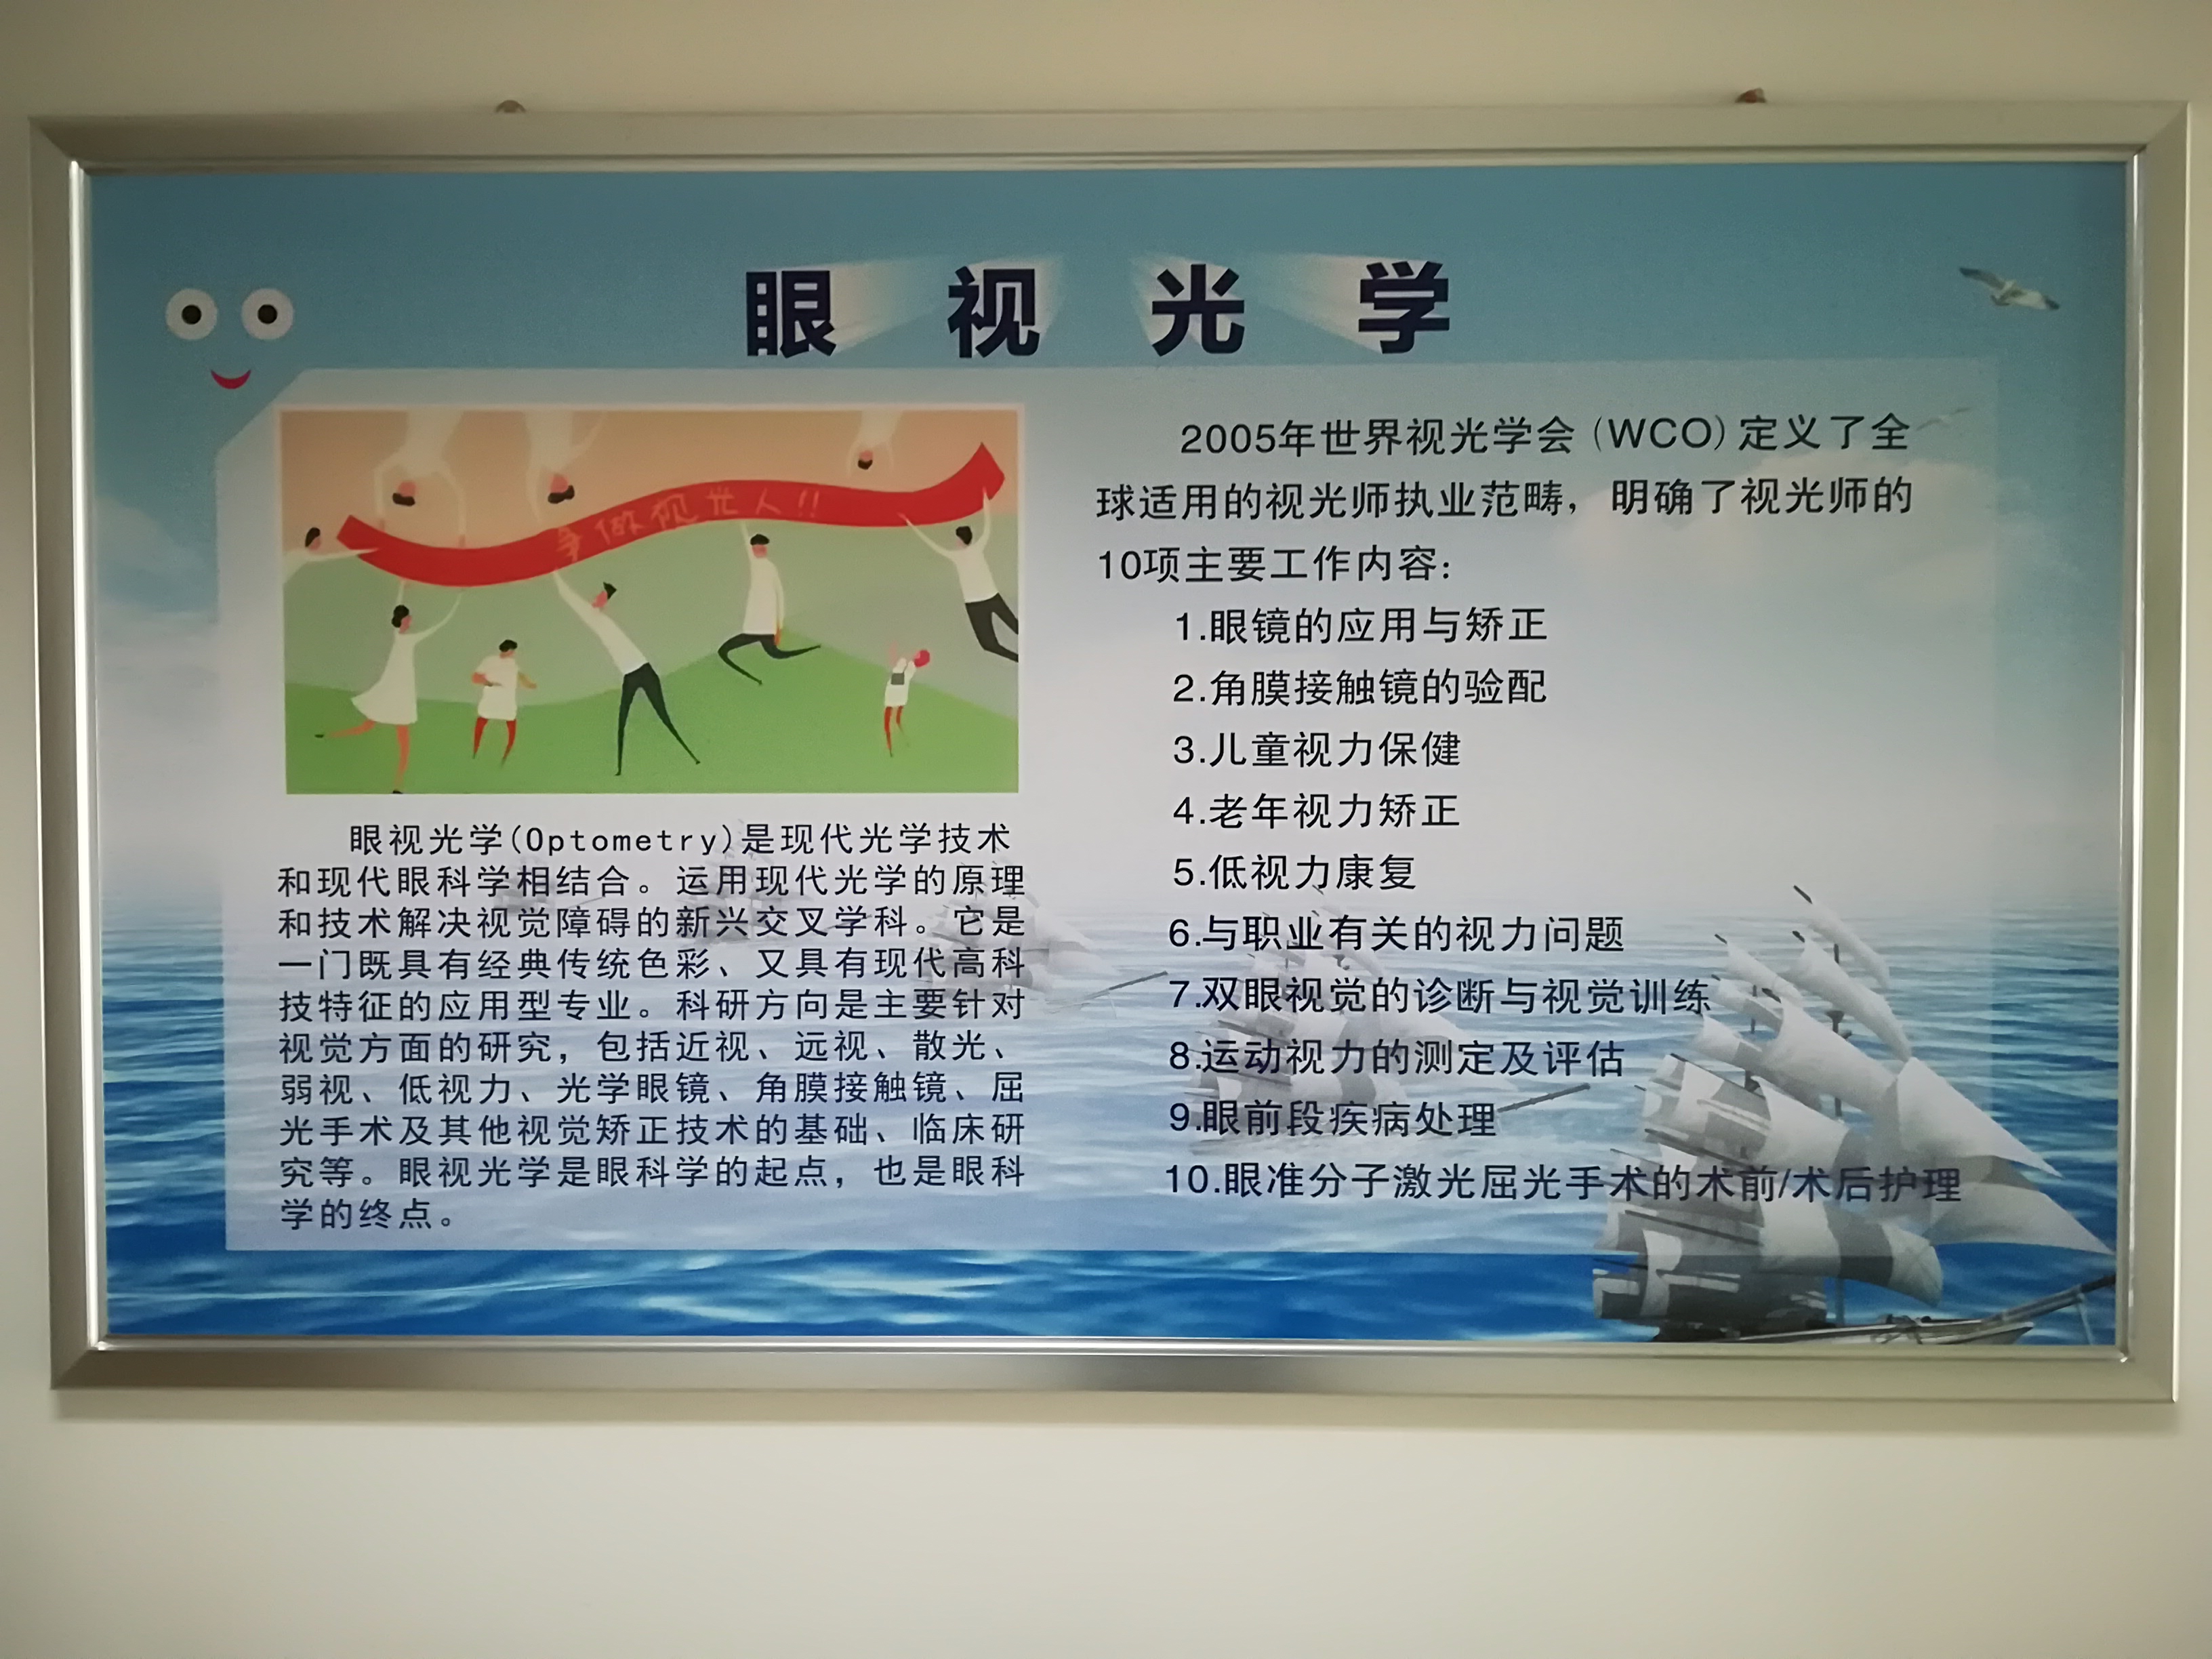 眼视光学
争做视光人!!
眼视光学(Optometry)是现代光学技术
和现代眼科学相结合。运用现代光学的原理
和技术解决视觉障碍的新兴交叉学科。它是
一门既具有经典传统色彩、又具有现代高科
技特征的应用型专业。科研方向是主要针对
视觉方面的研究，包括近视、远视、散光、
弱视、低视力、光学眼镜、角膜接触镜、屈
光手术及其他视觉矫正技术的基础、临床研
究等。眼视光学是眼科学的起点，也是眼科
学的终点。
2005年世界视光学会（WCO）定义了全
球适用的视光师执业范畴，明确了视光师的
10项主要工作内容：
1.眼镜的应用与矫正
2.角膜接触镜的验配
3.儿童视力保健
4.老年视力矫正
5.低视力康复
6.与职业有关的视力问题
7.双眼视觉的诊断与视觉训练
8.运动视力的测定及评估
9.眼前段疾病处理
10.眼准分子激光屈光手术的术前/术后护理